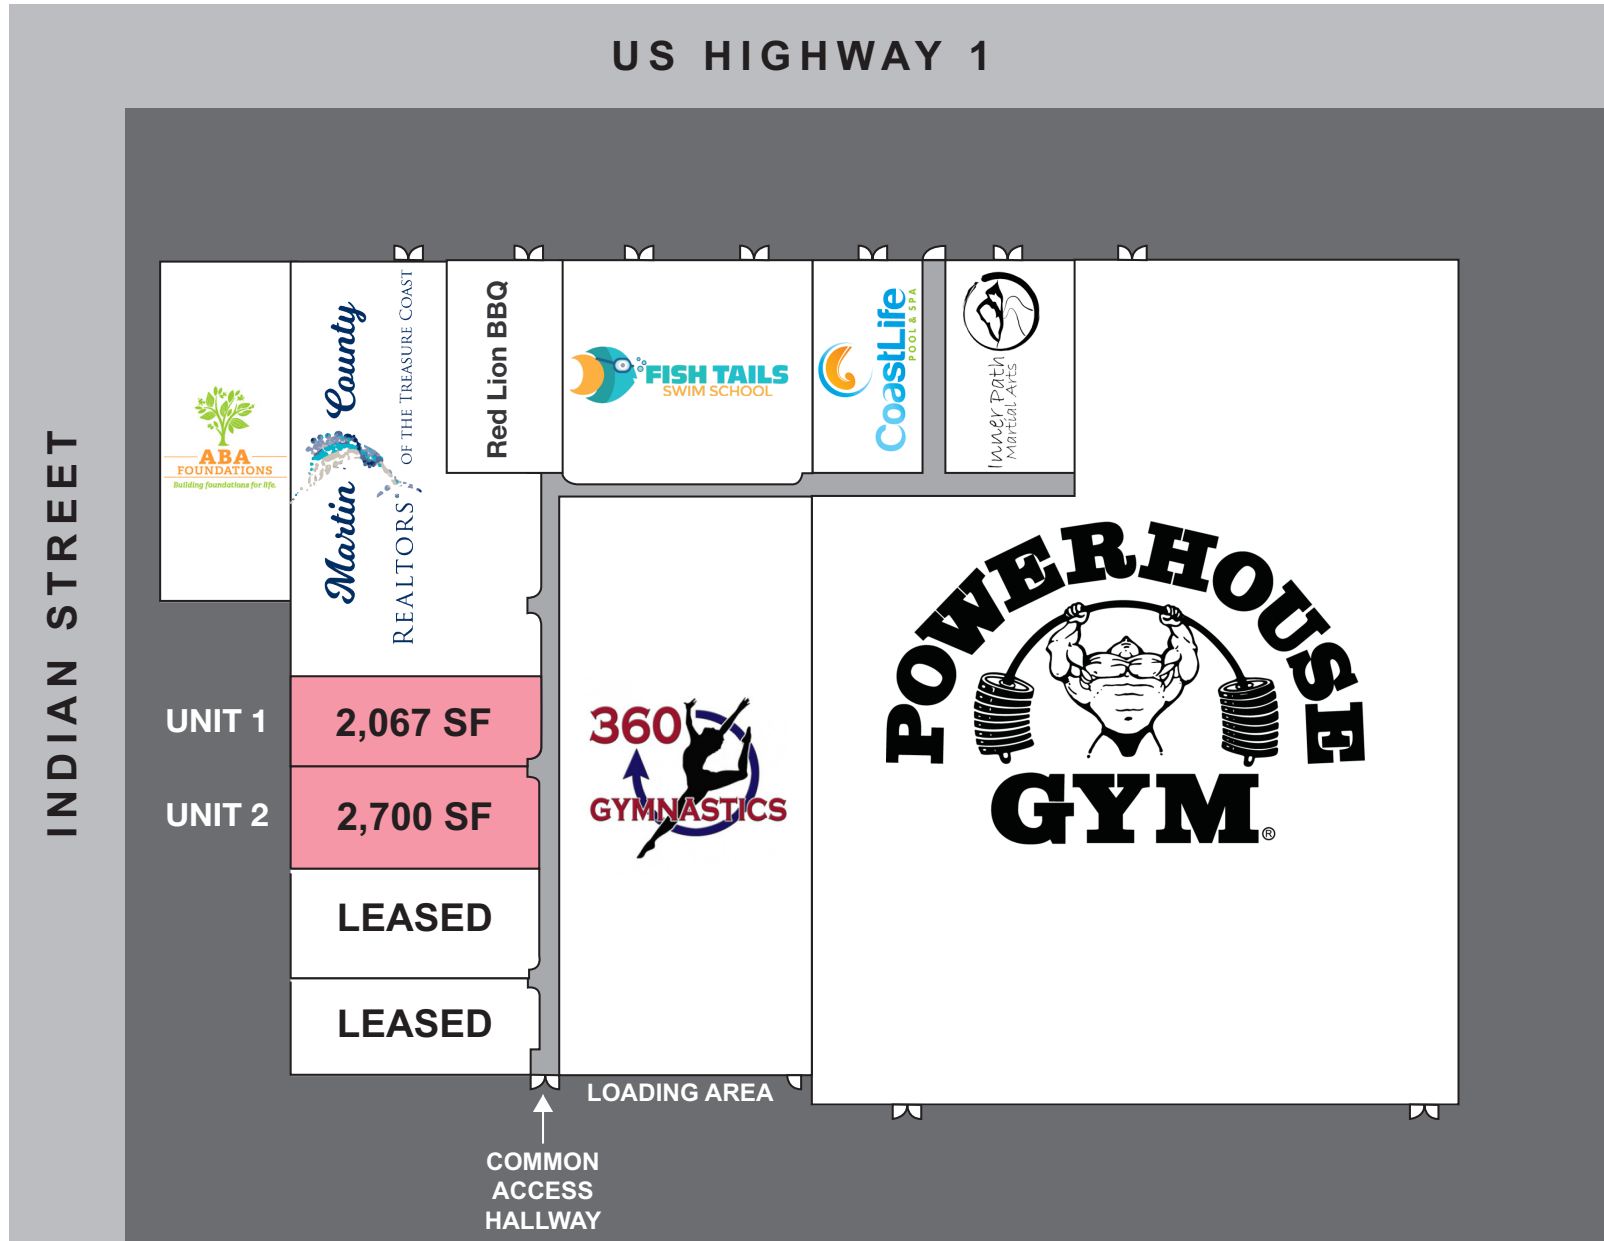 US HIGHWAY 1
INDIAN STREET
ABA
FOUNDATIONS
Building foundations for life.
Martin County
REALTORS OF THE TREASURE COAST
Red Lion BBQ
FISH TAILS
SWIM SCHOOL
CoastLife
POOL & SPA
Inner Path
Martial Arts
UNIT 1
2,067 SF
UNIT 2
2,700 SF
LEASED
LEASED
360
GYMNASTICS
POWERHOUSE
GYM®
LOADING AREA
COMMON
ACCESS
HALLWAY